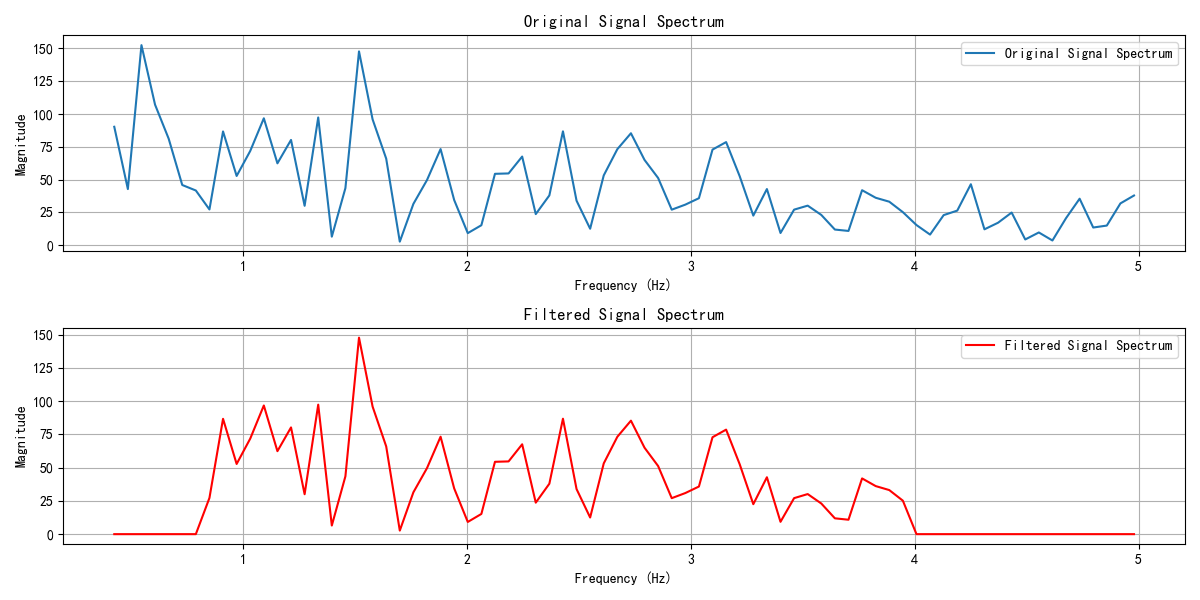 Original Signal Spectrum
150
125
100
75
50
25
0
Magnitude
Original Signal Spectrum
1 2 3 4 5
Frequency (Hz)
Filtered Signal Spectrum
150
125
100
75
50
25
0
Magnitude
Filtered Signal Spectrum
1 2 3 4 5
Frequency (Hz)